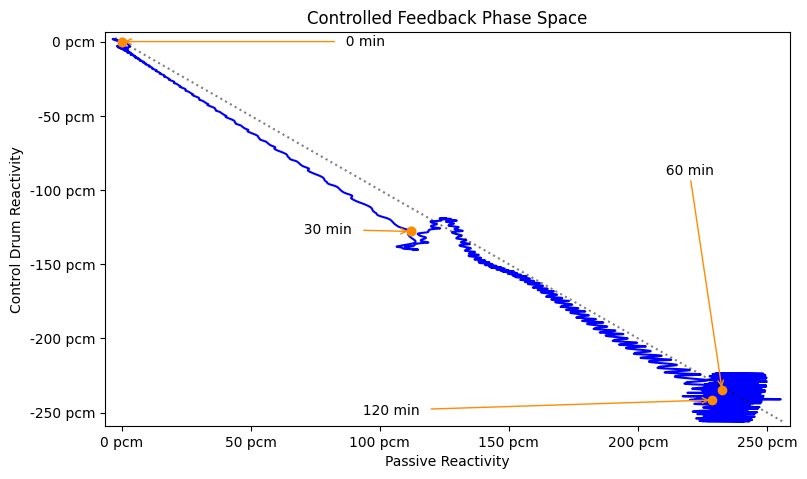 Controlled Feedback Phase Space
0 pcm
0 min
-50 pcm
60 min
-100 pcm
30 min
-150 pcm
-200 pcm
120 min
-250 pcm
Control Drum Reactivity
0 pcm 50 pcm 100 pcm 150 pcm 200 pcm 250 pcm
Passive Reactivity